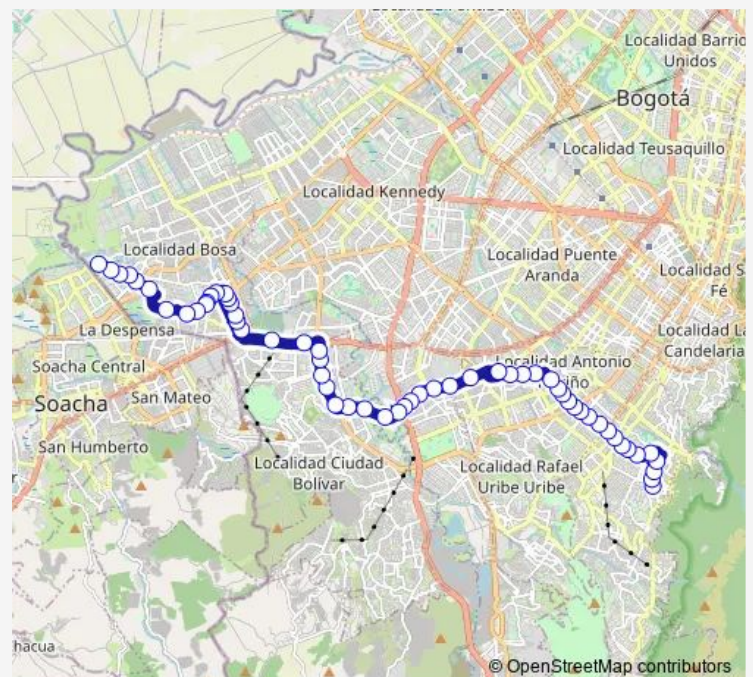 Localidad Barrio
Unidos
Bogotá
Localidad Teusaquillo
Localidad Kennedy
Localidad Bosa
Localidad Puente
Aranda
Localidad S
Fé
La Despensa
Localidad La
Candelaria
Localidad Antonio
iño
Soacha Central
Soacha
San Mateo
San Humberto
Localidad Ciudad
Bolívar
Localidad Rafael
Uribe Uribe
r
hacua
© OpenStreetMap contributors